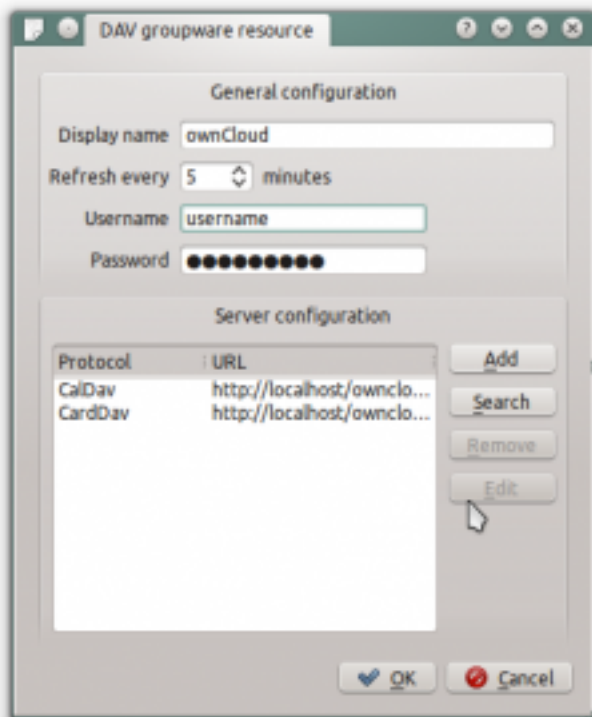 DAV groupware resource
General configuration
Display name ownCloud
Refresh every 5 minutes
Username username
Password ●●●●●●●●●
Server configuration
Protocol URL
CalDav http://localhost/ownclo...
CardDav http://localhost/ownclo...
Add
Search
Remove
Edit
OK Cancel